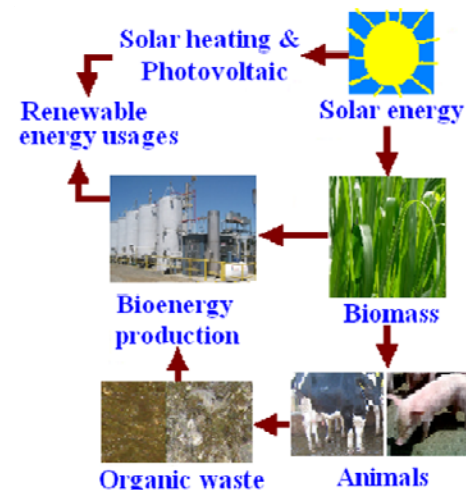 Solar heating &
Photovoltaic
Renewable
energy usages
Solar energy
Bioenergy
production
Biomass
Organic waste
Animals